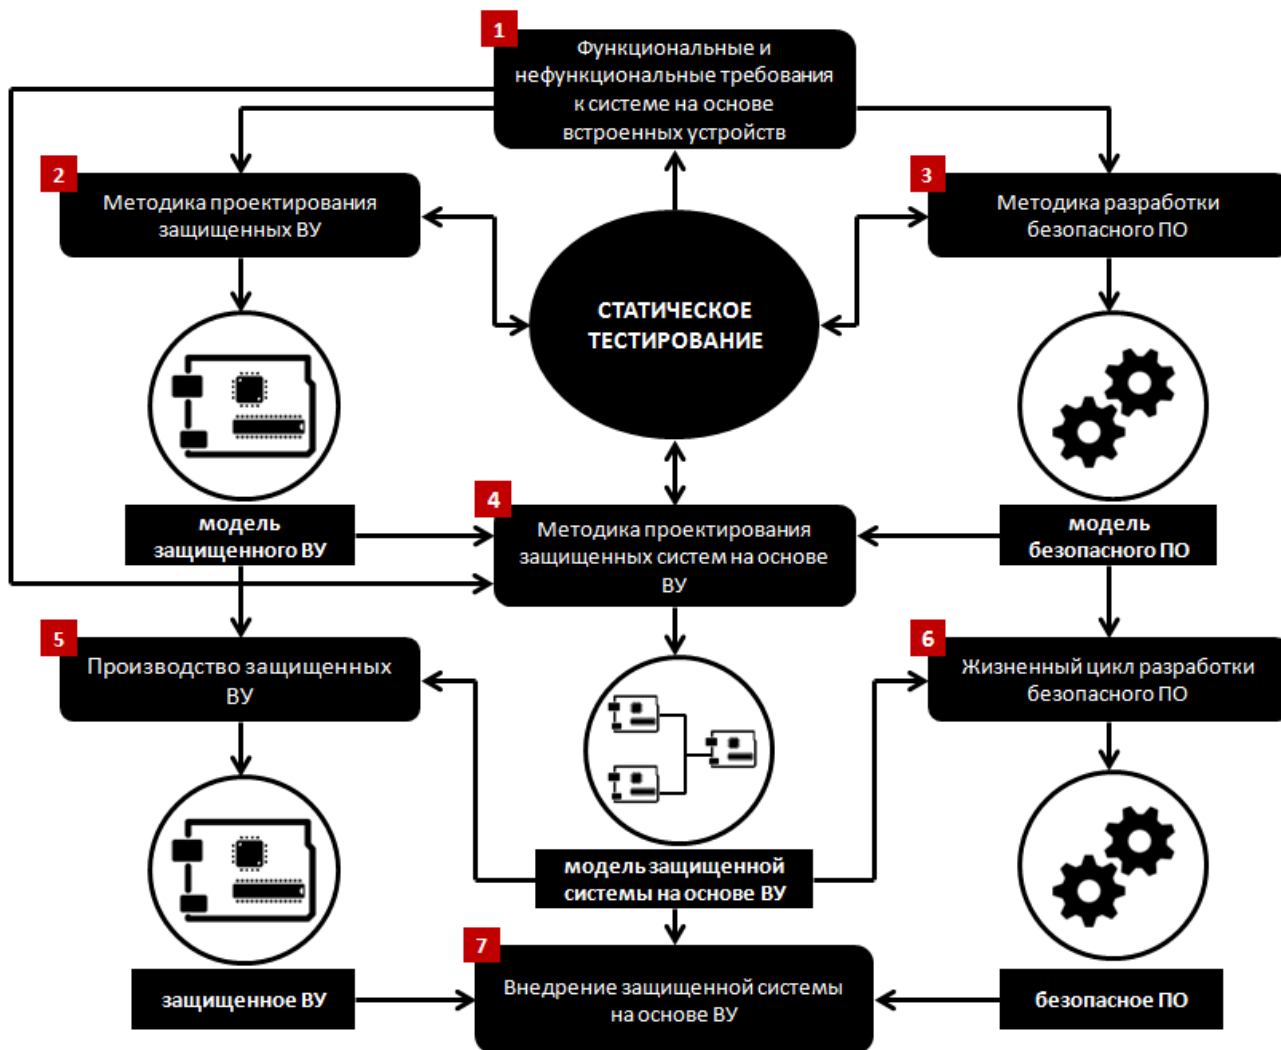 1
Функциональные и
нефункциональные требования
к системе на основе
встроенных устройств
2
Методика проектирования
защищенных ВУ
3
Методика разработки
безопасного ПО
СТАТИЧЕСКОЕ
ТЕСТИРОВАНИЕ
модель
защищенного ВУ
4
Методика проектирования
защищенных систем на основе
ВУ
модель
безопасного ПО
5
Производство защищенных
ВУ
6
Жизненный цикл разработки
безопасного ПО
модель защищенной
системы на основе ВУ
защищенное ВУ
7
Внедрение защищенной системы
на основе ВУ
безопасное ПО